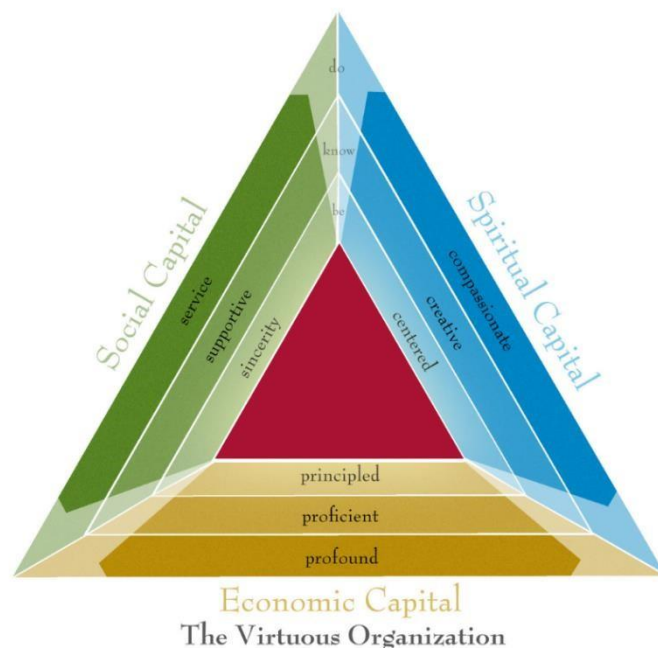 do
know
be
Social Capital
service
supportive
sincerity
Spiritual Capital
compassionate
creative
centered
principled
proficient
profound
Economic Capital
The Virtuous Organization